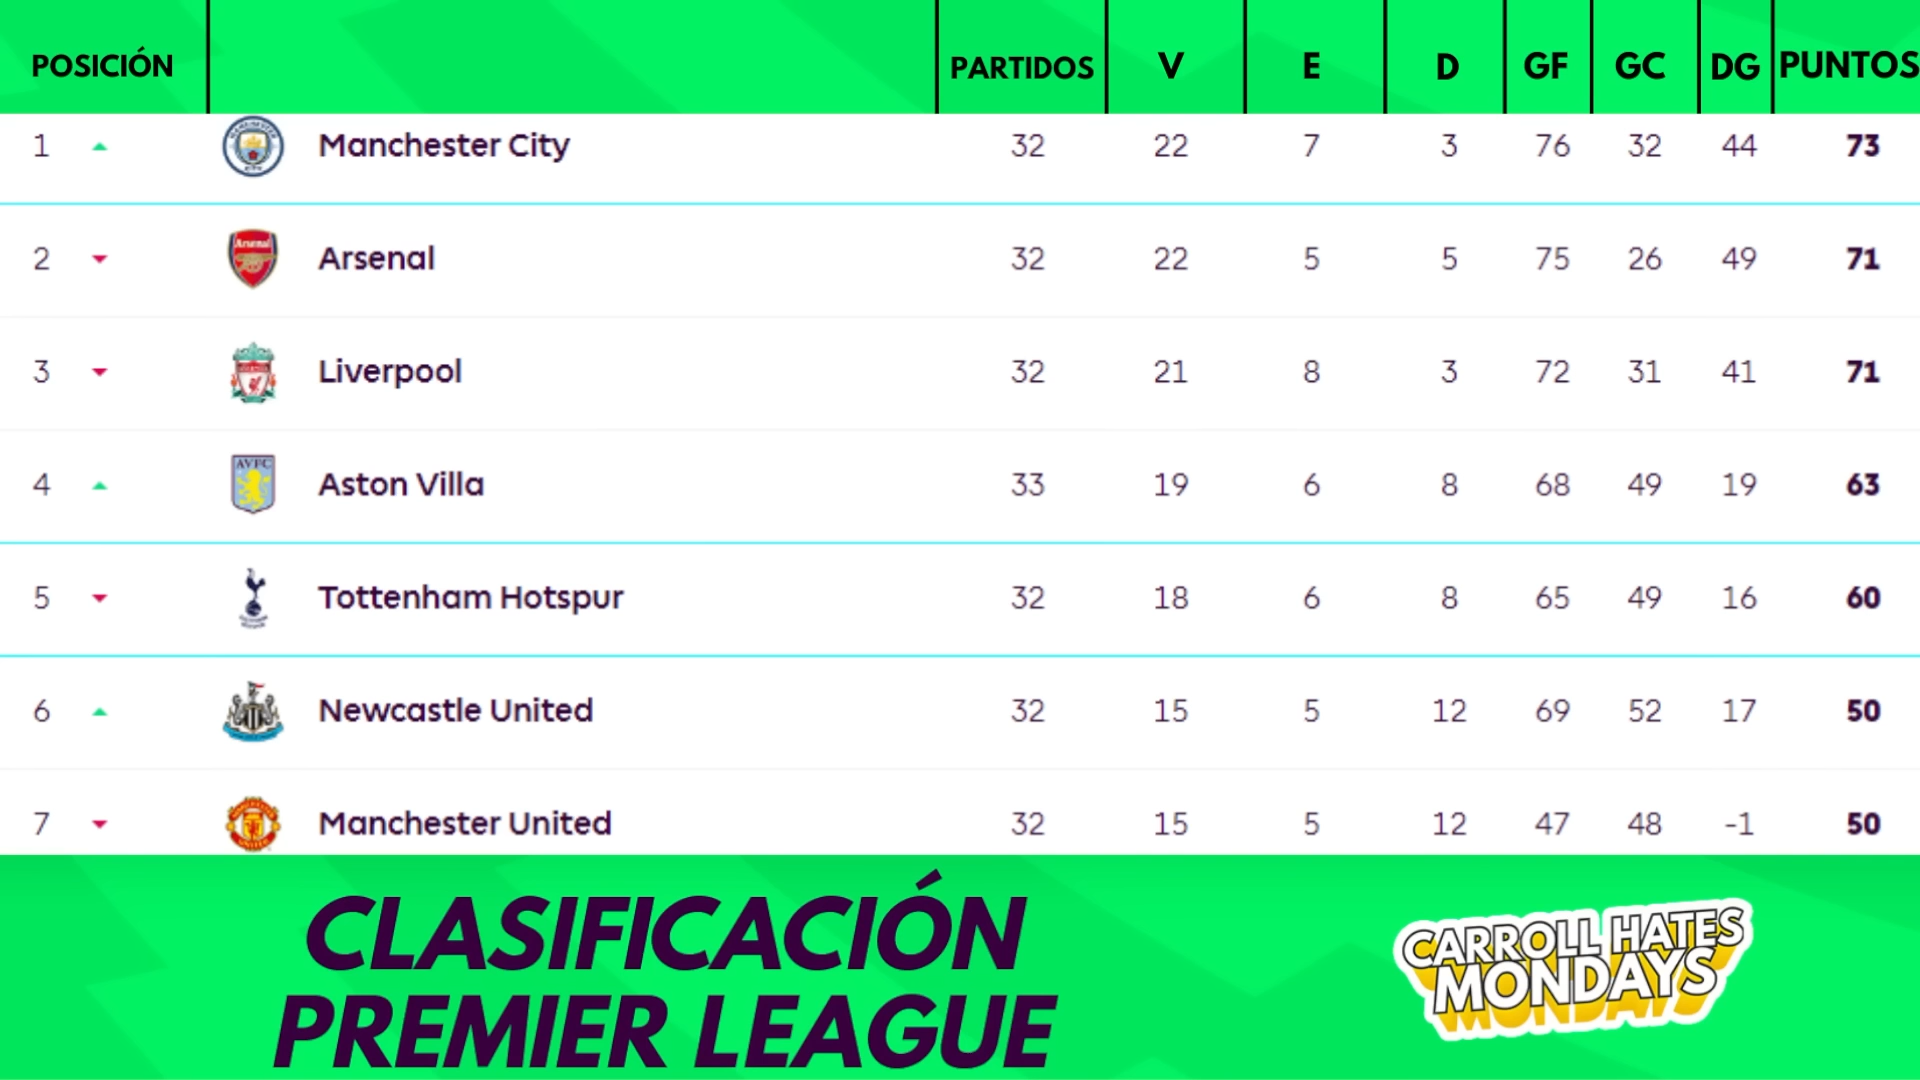 POSICIÓN PARTIDOS V E D GF GC DG PUNTOS
1 Manchester City 32 22 7 3 76 32 44 73
2 Arsenal 32 22 5 5 75 26 49 71
3 Liverpool 32 21 8 3 72 31 41 71
4 AVFC Aston Villa 33 19 6 8 68 49 19 63
5 Tottenham Hotspur 32 18 6 8 65 49 16 60
6 Newcastle United 32 15 5 12 69 52 17 50
7 Manchester United 32 15 5 12 47 48 -1 50
CLASIFICACIÓN
PREMIER LEAGUE
CARROLL HATES
MONDAYS